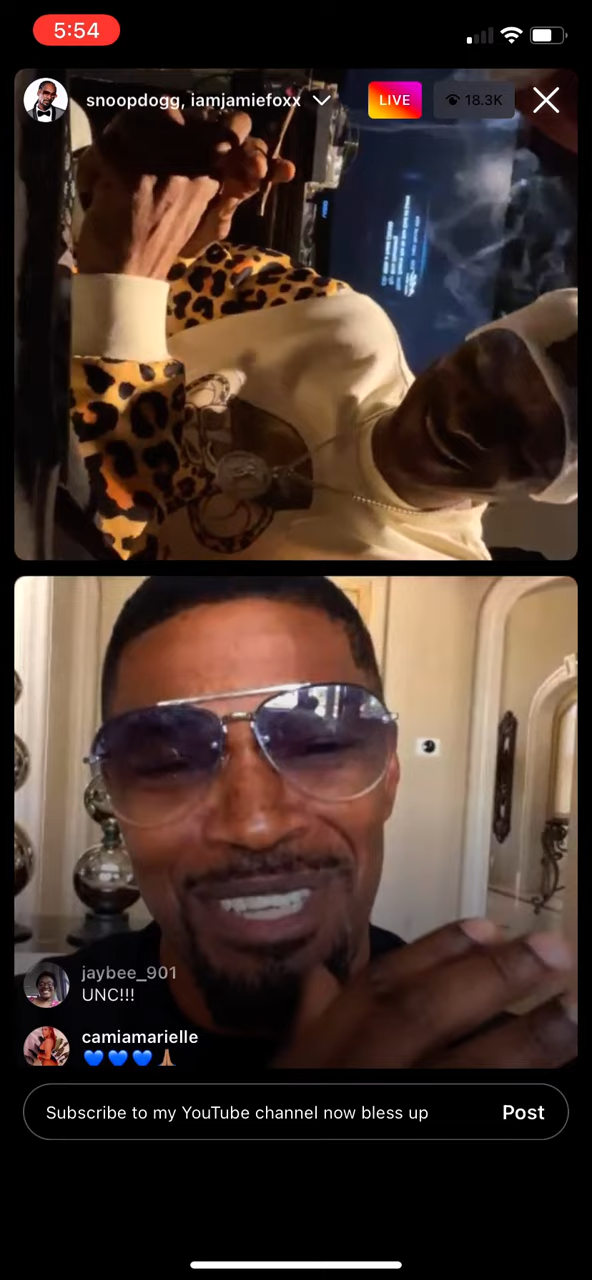 5:54
snoopdogg, iamjamiefoxx
LIVE
18.3K
jaybee_901
UNC!!!
camiamarielle
💙💙💙🙏🏽
Subscribe to my YouTube channel now bless up
Post